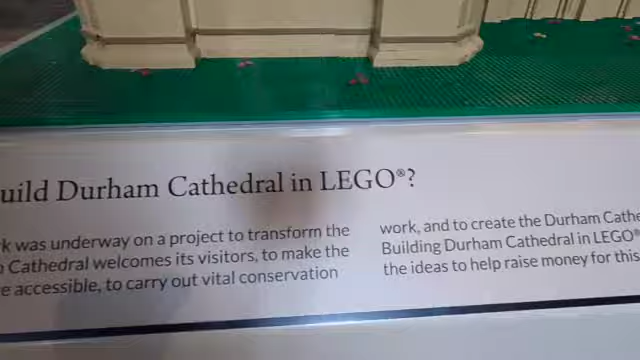 uild Durham Cathedral in LEGO®?
k was underway on a project to transform the
Cathedral welcomes its visitors, to make the
e accessible, to carry out vital conservation
work, and to create the Durham Cathe
Building Durham Cathedral in LEGO®
the ideas to help raise money for this